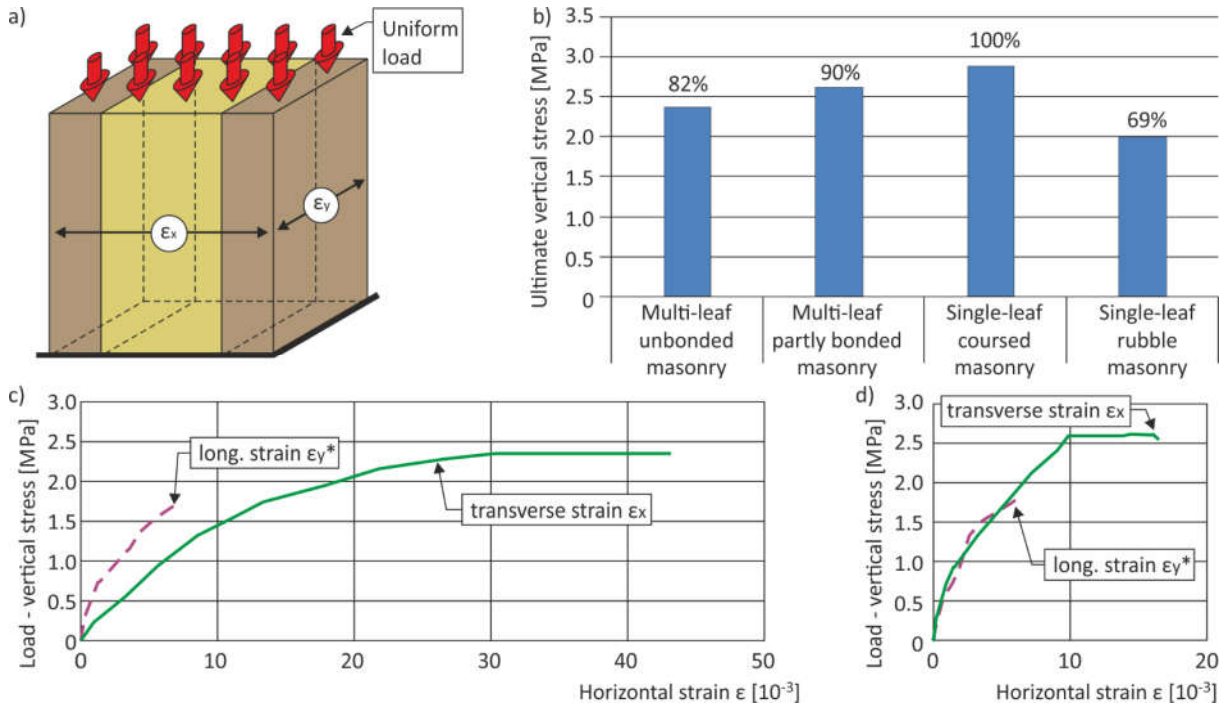 a)
Uniform
load
εx
εy
b)
Ultimate vertical stress [MPa]
3.5
3.0
2.5
2.0
1.5
1.0
0.5
0
82%
90%
100%
69%
Multi-leaf
unbonded
masonry
Multi-leaf
partly bonded
masonry
Single-leaf
coursed
masonry
Single-leaf
rubble
masonry
c)
Load - vertical stress [MPa]
3.0
2.5
2.0
1.5
1.0
0.5
0
long. strain εy*
transverse strain εx
0 10 20 30 40 50
Horizontal strain ε [10⁻³]
d)
Load - vertical stress [MPa]
3.0
2.5
2.0
1.5
1.0
0.5
0
transverse strain εx
long. strain εy*
0 10 20
Horizontal strain ε [10⁻³]